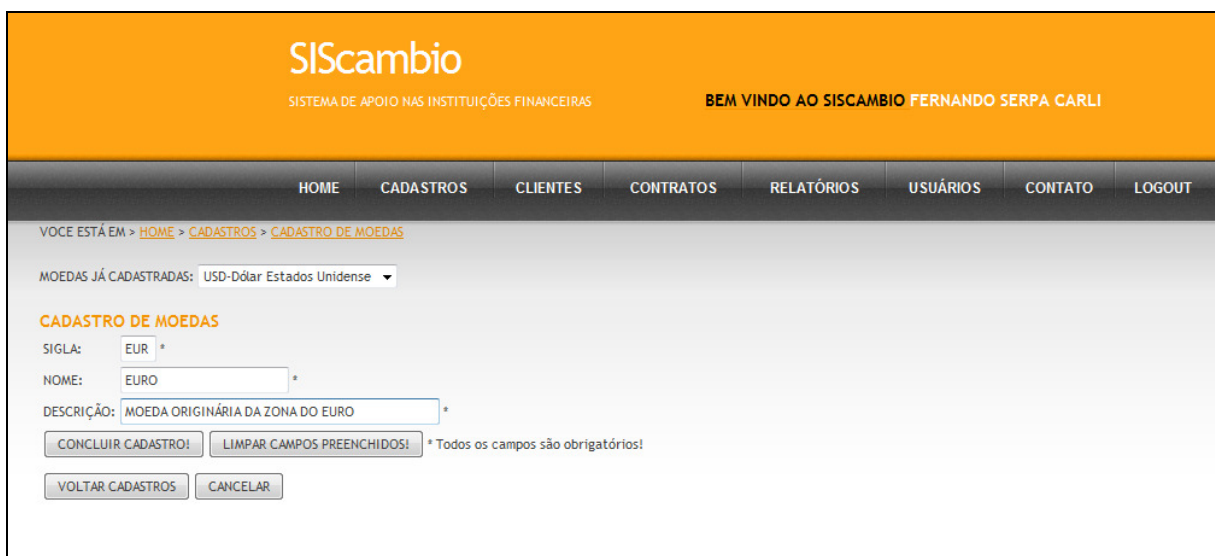 SIScambio
SISTEMA DE APOIO NAS INSTITUIÇÕES FINANCEIRAS
BEM VINDO AO SISCAMBIO FERNANDO SERPA CARLI
HOME CADASTROS CLIENTES CONTRATOS RELATÓRIOS USUÁRIOS CONTATO LOGOUT
VOCE ESTÁ EM > HOME > CADASTROS > CADASTRO DE MOEDAS
MOEDAS JÁ CADASTRADAS: USD-Dólar Estados Unidense
CADASTRO DE MOEDAS
SIGLA: EUR *
NOME: EURO *
DESCRIÇÃO: MOEDA ORIGINÁRIA DA ZONA DO EURO *
CONCLUIR CADASTRO! LIMPAR CAMPOS PREENCHIDOS! * Todos os campos são obrigatórios!
VOLTAR CADASTROS CANCELAR